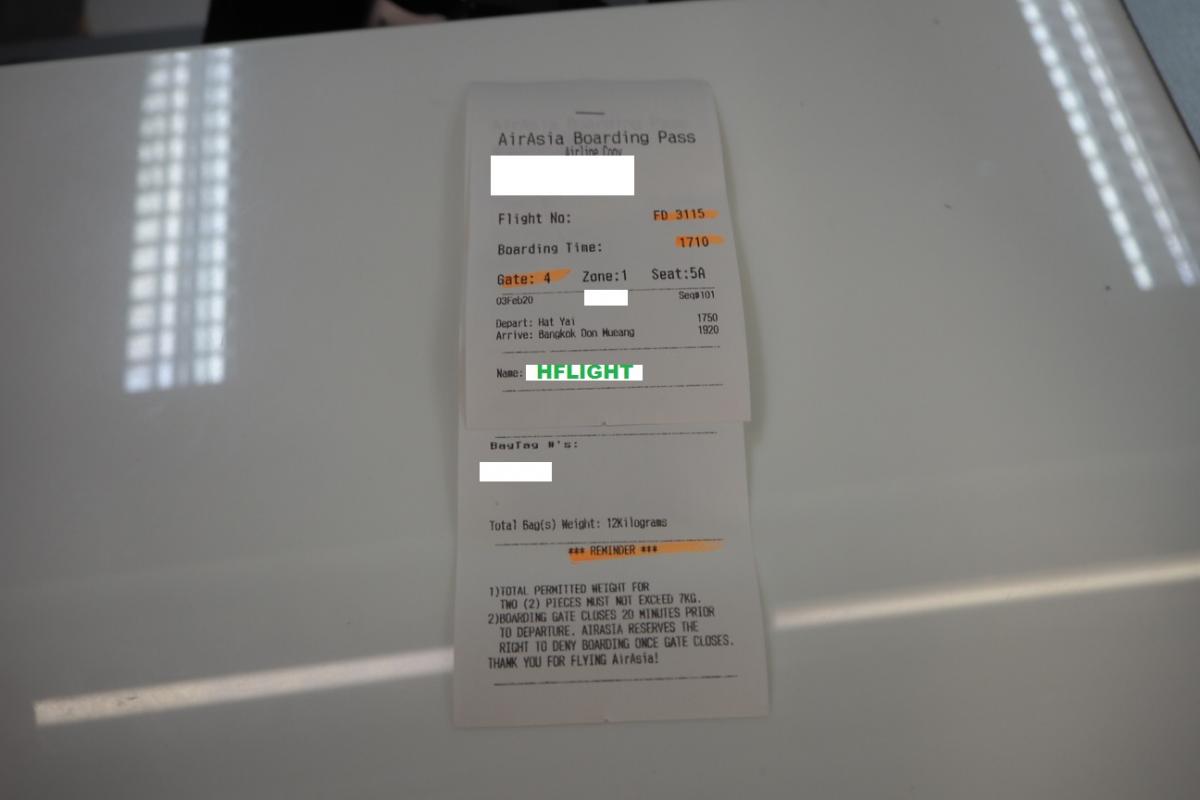 AirAsia Boarding Pass
Airline Copy
Flight No: FD 3115
Boarding Time: 1710
Gate: 4 Zone:1 Seat:5A
03Feb20 Seq#101
Depart: Hat Yai 1750
Arrive: Bangkok Don Mueang 1920
Name: HFLIGHT
BagTag #'s:
Total Bag(s) Weight: 12Kilograms
*** REMINDER ***
1)TOTAL PERMITTED WEIGHT FOR
TWO (2) PIECES MUST NOT EXCEED 7KG.
2)BOARDING GATE CLOSES 20 MINUTES PRIOR
TO DEPARTURE. AIRASIA RESERVES THE
RIGHT TO DENY BOARDING ONCE GATE CLOSES.
THANK YOU FOR FLYING AirAsia!